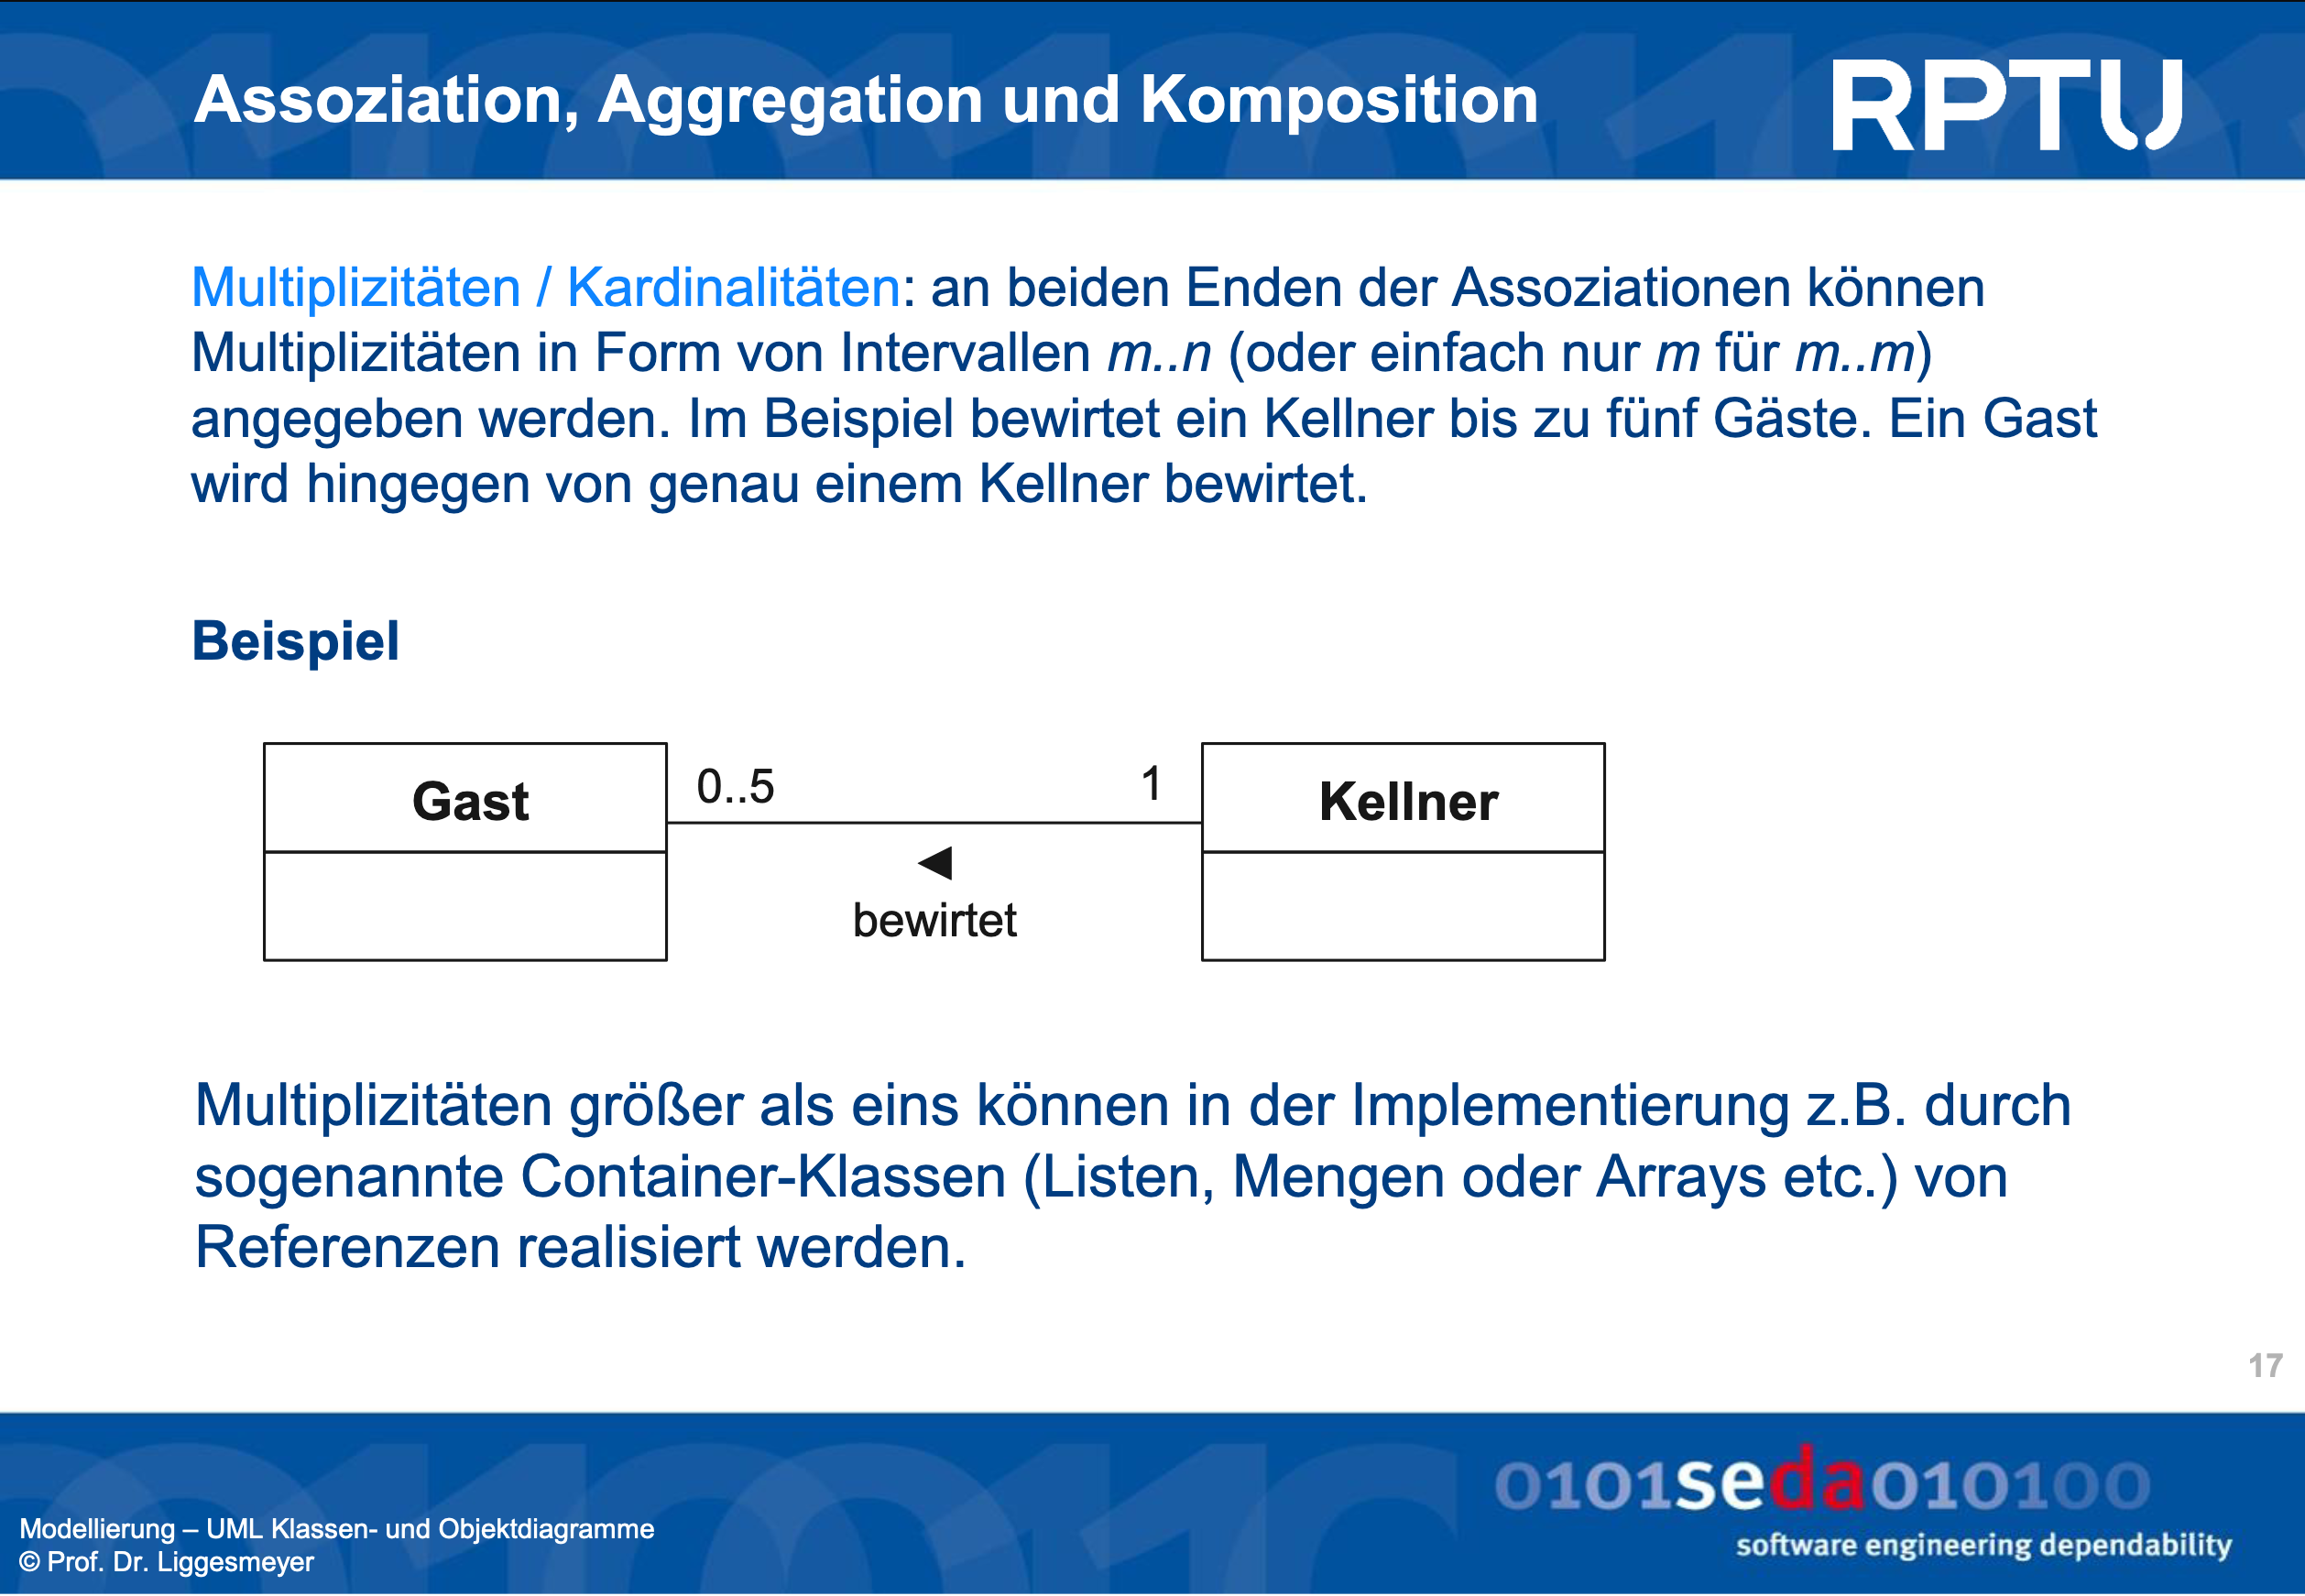 Assoziation, Aggregation und Komposition
RPTU
Multiplizitäten / Kardinalitäten: an beiden Enden der Assoziationen können
Multiplizitäten in Form von Intervallen m..n (oder einfach nur m für m..m)
angegeben werden. Im Beispiel bewirtet ein Kellner bis zu fünf Gäste. Ein Gast
wird hingegen von genau einem Kellner bewirtet.
Beispiel
Gast
0..5
1
Kellner
◄
bewirtet
Multiplizitäten größer als eins können in der Implementierung z.B. durch
sogenannte Container-Klassen (Listen, Mengen oder Arrays etc.) von
Referenzen realisiert werden.
17
0101seda010100
software engineering dependability
Modellierung – UML Klassen- und Objektdiagramme
© Prof. Dr. Liggesmeyer